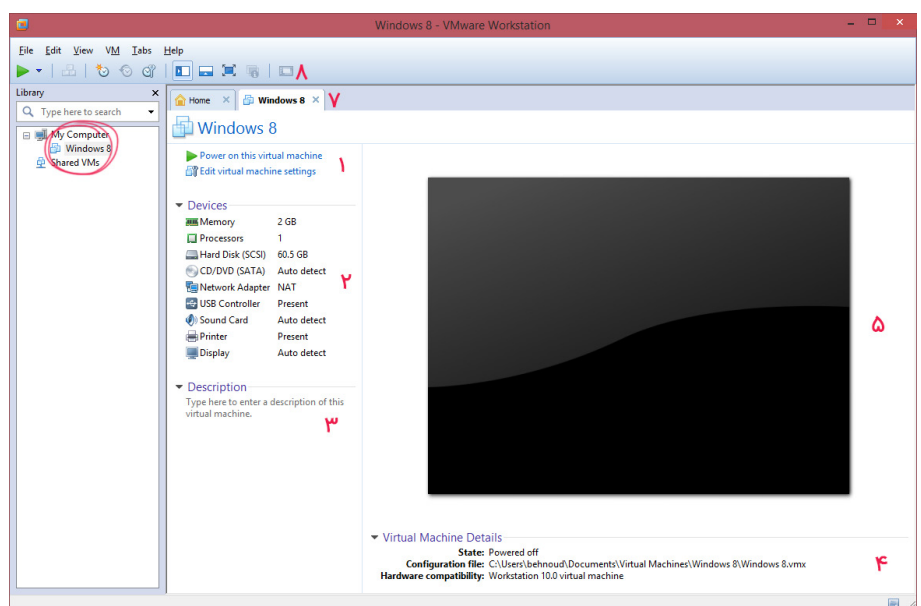 Windows 8 - VMware Workstation
File Edit View VM Tabs Help
۸
Library
Type here to search
My Computer
Windows 8
Shared VMs
Home Windows 8 ۷
Windows 8
Power on this virtual machine
Edit virtual machine settings
۱
Devices
Memory 2 GB
Processors 1
Hard Disk (SCSI) 60.5 GB
CD/DVD (SATA) Auto detect
Network Adapter NAT
USB Controller Present
Sound Card Auto detect
Printer Present
Display Auto detect
۲
Description
Type here to enter a description of this
virtual machine.
۳
۵
Virtual Machine Details
State: Powered off
Configuration file: C:\Users\behnoud\Documents\Virtual Machines\Windows 8\Windows 8.vmx
Hardware compatibility: Workstation 10.0 virtual machine
۴